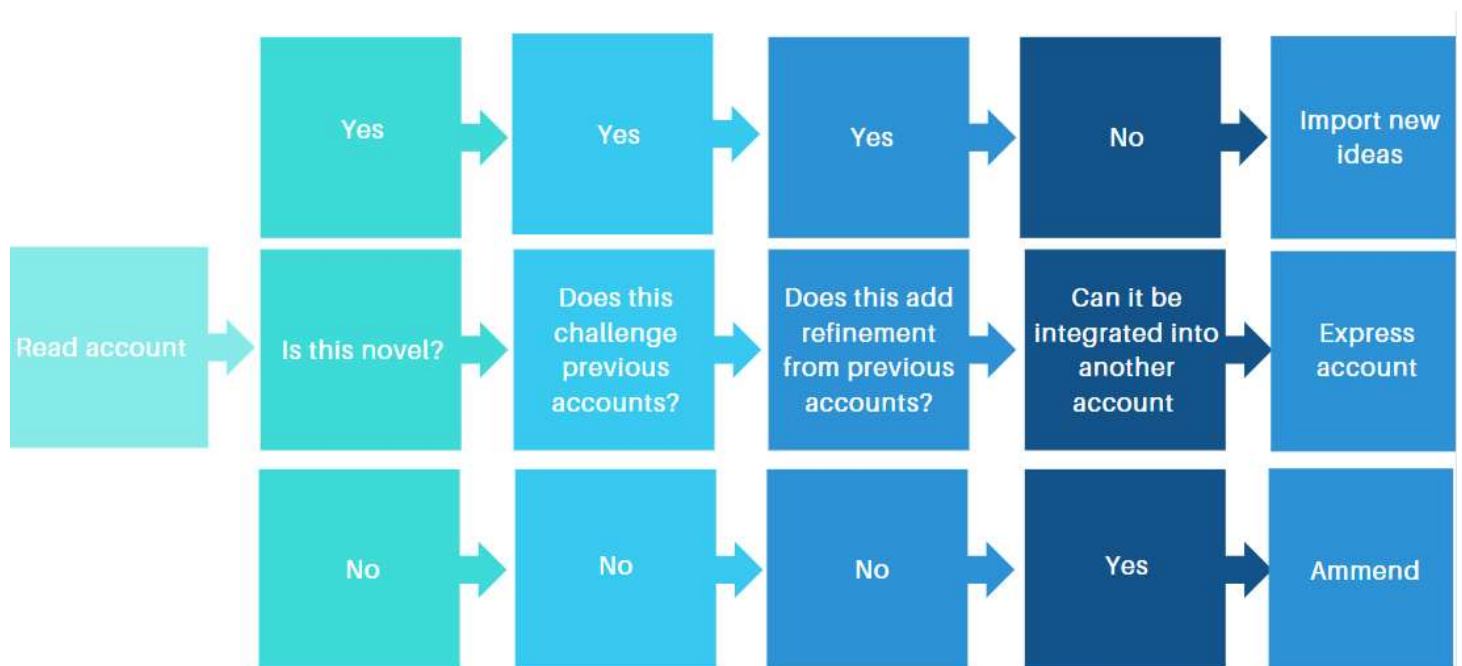 Yes
Yes
Yes
No
Import new
ideas
Read account
Is this novel?
Does this
challenge
previous
accounts?
Does this add
refinement
from previous
accounts?
Can it be
integrated into
another
account
Express
account
No
No
No
Yes
Ammend